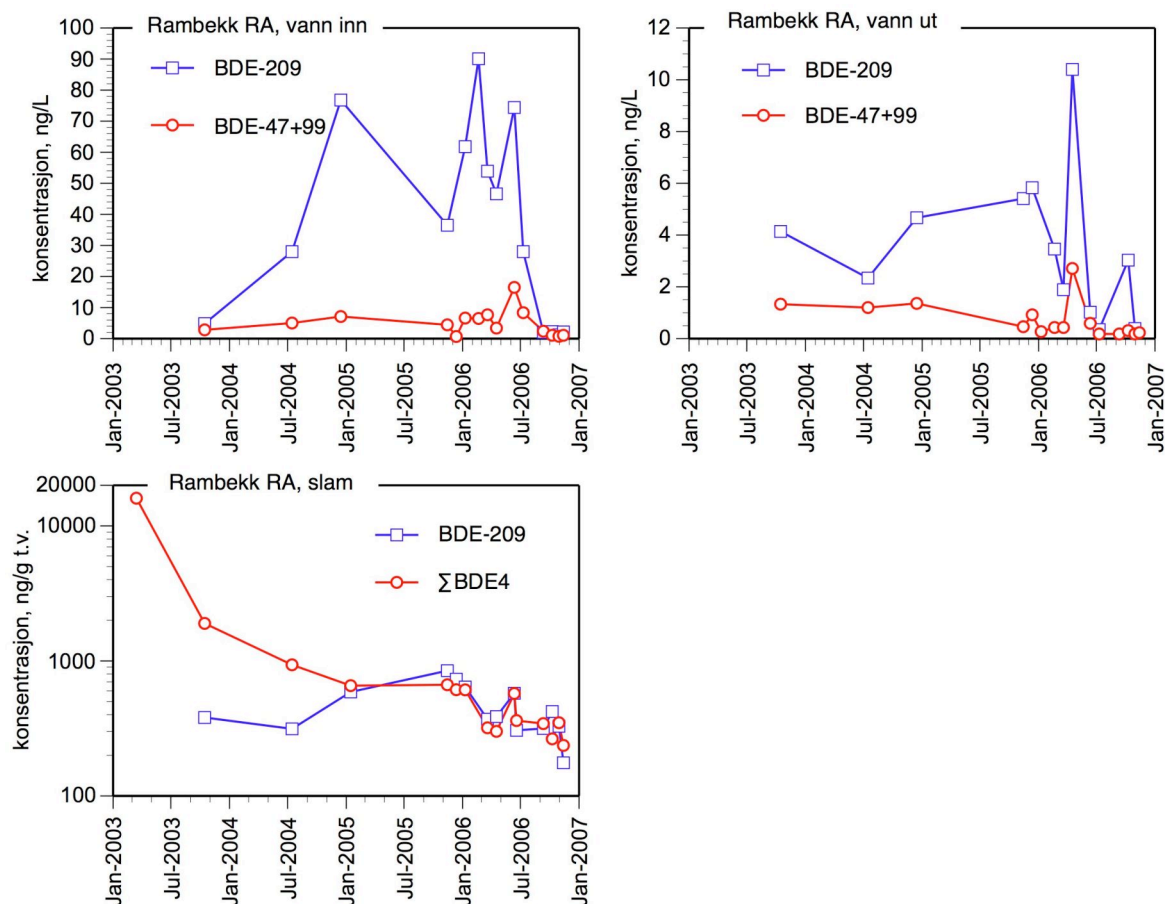 Rambekk RA, vann inn
BDE-209
BDE-47+99
konsentrasjon, ng/L
100
90
80
70
60
50
40
30
20
10
0
Jan-2003
Jul-2003
Jan-2004
Jul-2004
Jan-2005
Jul-2005
Jan-2006
Jul-2006
Jan-2007
Rambekk RA, vann ut
BDE-209
BDE-47+99
konsentrasjon, ng/L
12
10
8
6
4
2
0
Jan-2003
Jul-2003
Jan-2004
Jul-2004
Jan-2005
Jul-2005
Jan-2006
Jul-2006
Jan-2007
Rambekk RA, slam
BDE-209
∑BDE4
konsentrasjon, ng/g t.v.
20000
10000
1000
100
Jan-2003
Jul-2003
Jan-2004
Jul-2004
Jan-2005
Jul-2005
Jan-2006
Jul-2006
Jan-2007